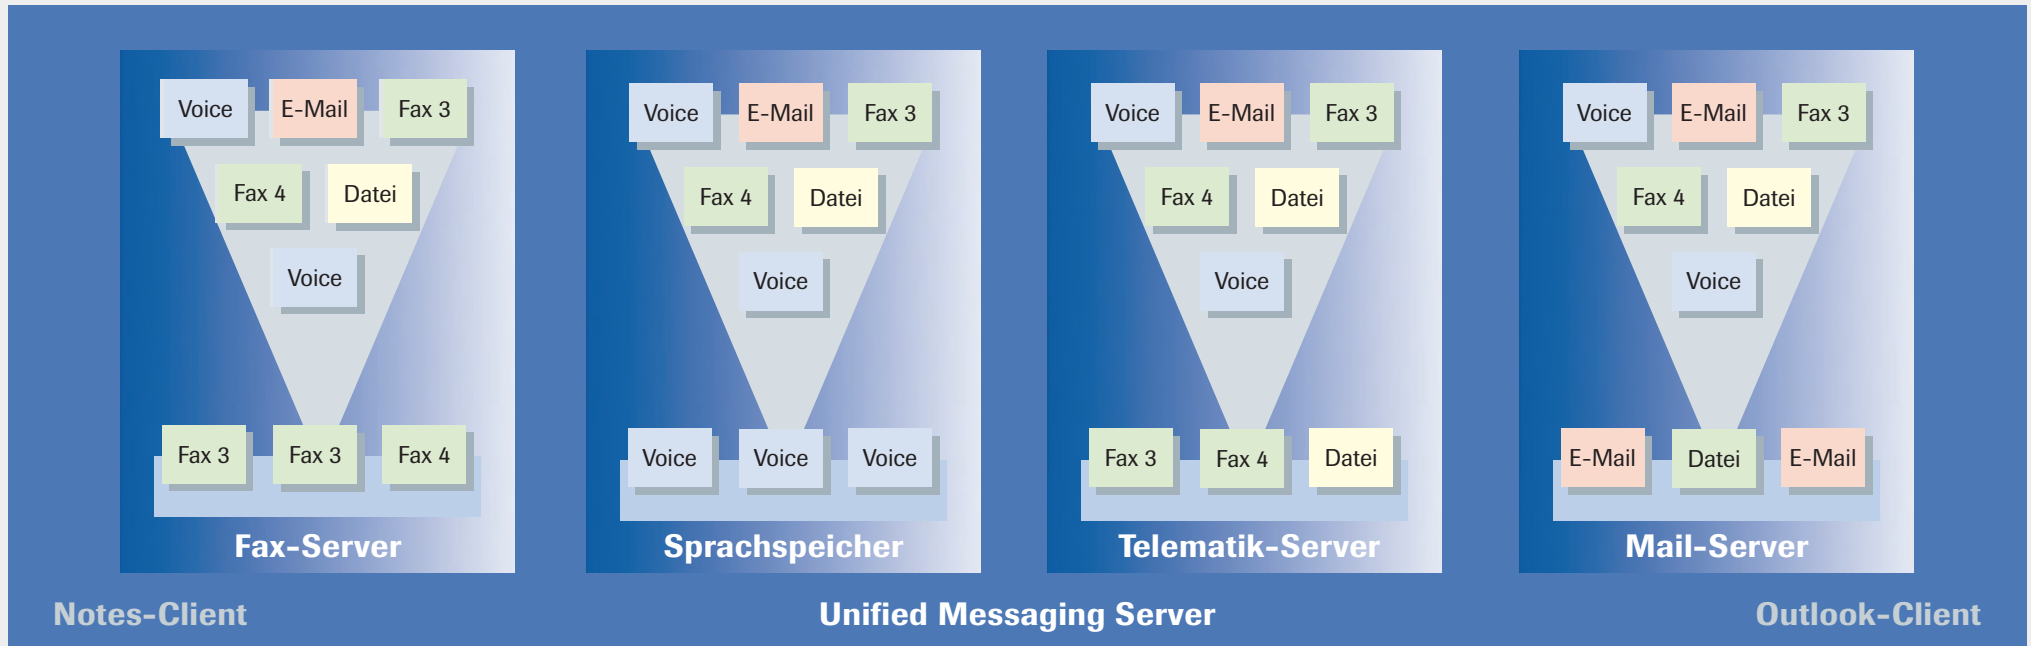 Voice E-Mail Fax 3
Fax 4 Datei
Voice
Fax 3 Fax 3 Fax 4
Fax-Server
Voice E-Mail Fax 3
Fax 4 Datei
Voice
Voice Voice Voice
Sprachspeicher
Voice E-Mail Fax 3
Fax 4 Datei
Voice
Fax 3 Fax 4 Datei
Telematik-Server
Voice E-Mail Fax 3
Fax 4 Datei
Voice
E-Mail Datei E-Mail
Mail-Server
Notes-Client Unified Messaging Server Outlook-Client